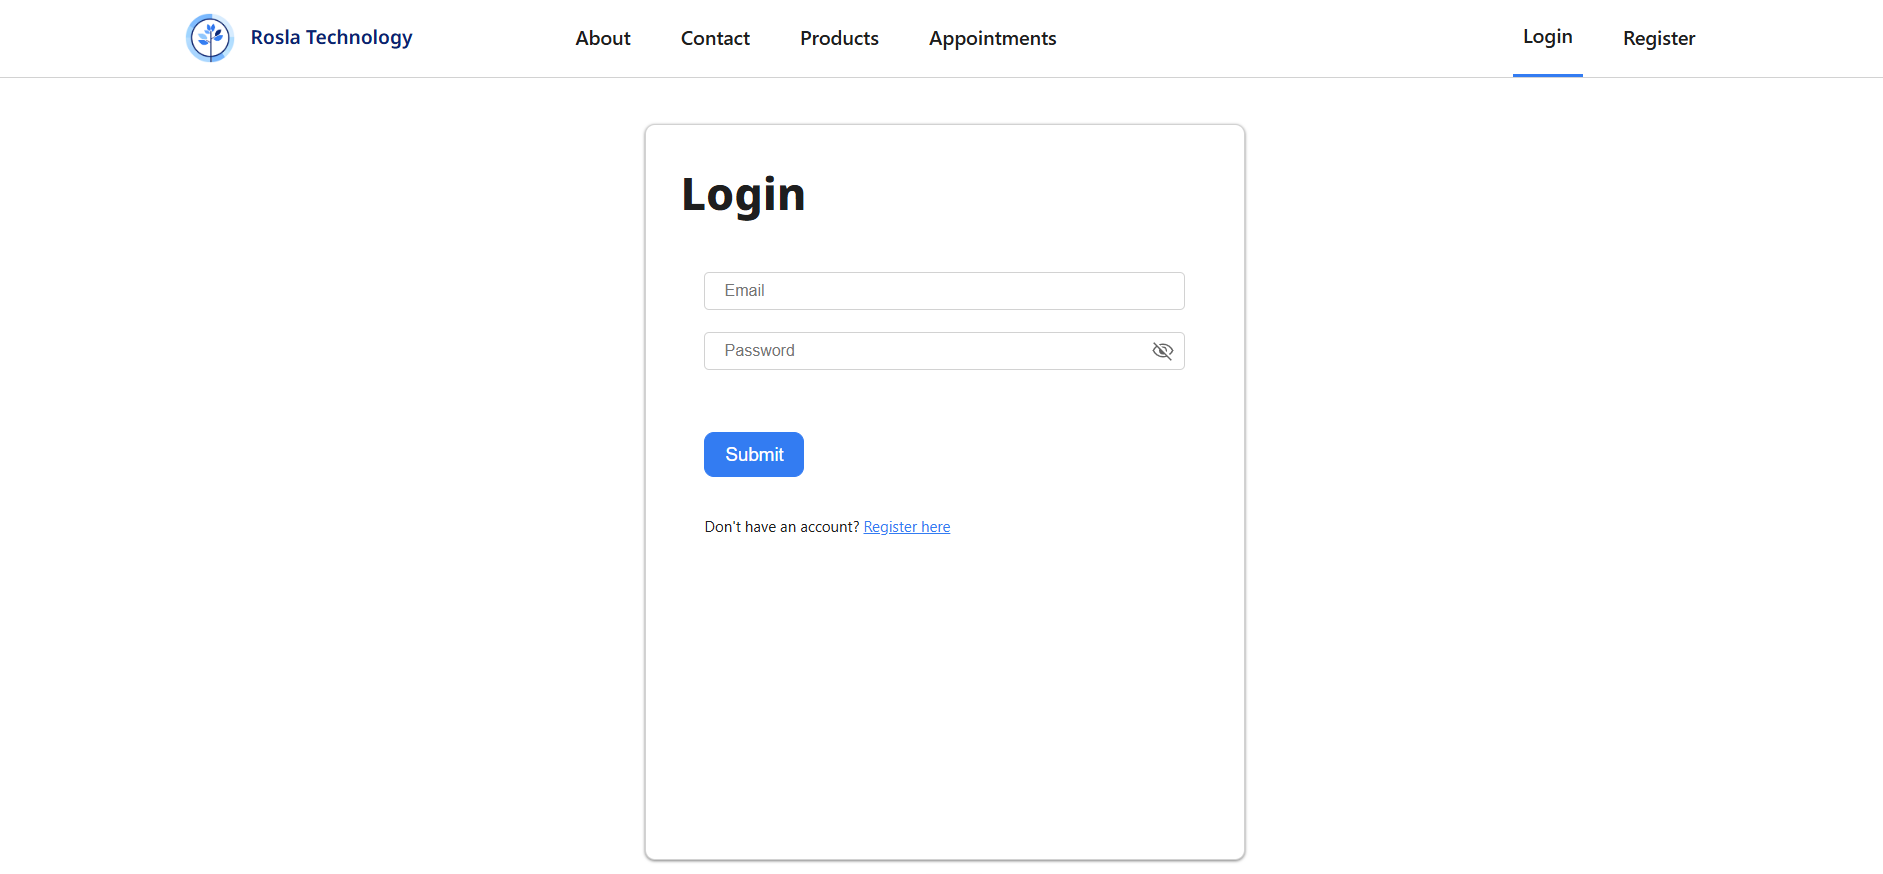 Rosla Technology About Contact Products Appointments Login Register
Login
Email
Password
Submit
Don't have an account? Register here